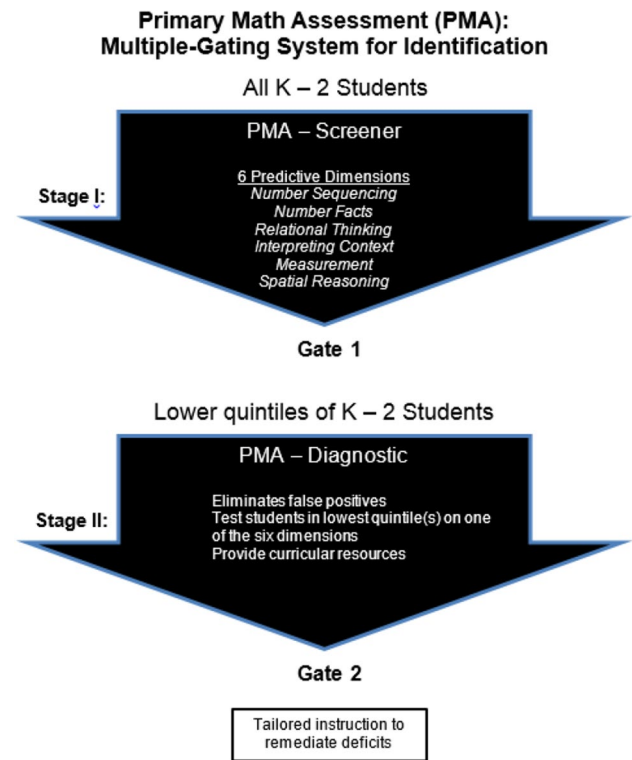 Primary Math Assessment (PMA):
Multiple-Gating System for Identification
All K – 2 Students
PMA – Screener
6 Predictive Dimensions
Stage I:
Number Sequencing
Number Facts
Relational Thinking
Interpreting Context
Measurement
Spatial Reasoning
Gate 1
Lower quintiles of K – 2 Students
PMA – Diagnostic
Stage II:
Eliminates false positives
Test students in lowest quintile(s) on one
of the six dimensions
Provide curricular resources
Gate 2
Tailored instruction to
remediate deficits